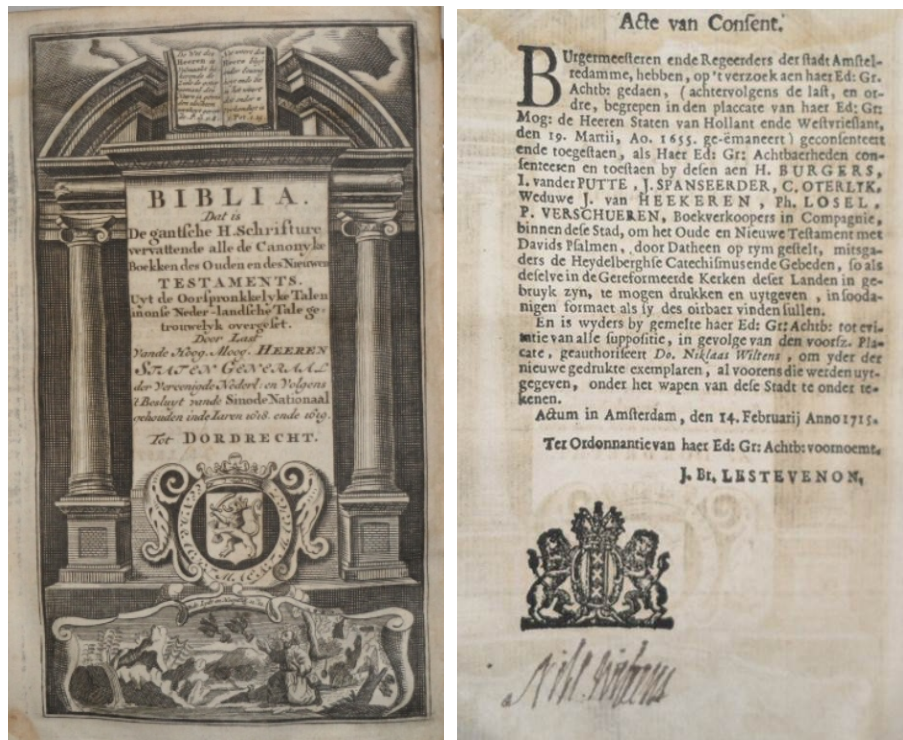 BIBLIA.
Dat is
De gantsche H. Schrifture
vervattende alle de Canonyke
Boekken des Ouden en des Nieuwen
TESTAMENTS.
Uyt de Oorspronkkelyke Talen
in onse Neder-landsche Tale ge-
trouwelyk overgeset.
Door Last
Vande Hoog. Moog. HEEREN
STATEN GENERAAL
der Vereenigde Nederl: en Volgens
't Besluyt vande Sinode Nationaal
gehouden inde Iaren 1618. ende 1619.
Tot DORDRECHT.
Acte van Consent.
BUrgermeesteren ende Regeerders der stadt Amstel-
redamme, hebben, op 't verzoek aen haer Ed: Gr.
Achtb: gedaen, (achtervolgens de last, en or-
dre, begrepen in den placcate van haer Ed: Gr:
Mog: de Heeren Staten van Hollant ende Westvrieslant,
den 19. Martii, Ao. 1655. ge-ëmaneert) geconsenteert
ende toegestaen, als Haer Ed: Gr: Achtbaerheden con-
senteeren en toestaen by desen aen H. BURGERS,
I. vander PUTTE, J. SPANSEERDER, C. OTERLYK,
Weduwe J. van HEEKEREN, Ph. LOSEL,
P. VERSCHUEREN, Boekverkoopers in Compagnie,
binnen dese Stad, om het Oude en Nieuwe Testament met
Davids Psalmen, door Datheen op rym gestelt, mitsga-
ders de Heydelberghse Catechismus ende Gebeden, so als
deselve in de Gereformeerde Kerken deser Landen in ge-
bruyk zyn, te mogen drukken en uytgeven, in sooda-
nigen formaet als sy des oirbaer vinden sullen.
En is wyders by gemelte haer Ed: Gr: Achtb: tot evi-
tatie van alle suppositie, in gevolge van den voorsz. Pla-
cate, geauthoriseert Do. Niklaas Wiltens, om yder der
nieuwe gedrukte exemplaren, al voorens die werden uyt-
gegeven, onder het wapen van dese Stadt te onder te-
kenen.
Actum in Amsterdam, den 14. Februarij Anno 1715.
Ter Ordonnantie van haer Ed: Gr: Achtb: voornoemt,
J. Br. LESTEVENON,
Nikl. Wiltens